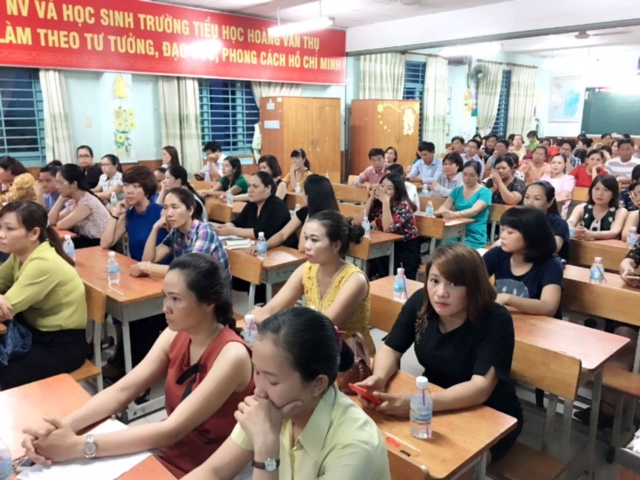 NV VÀ HỌC SINH TRƯỜNG TIỂU HỌC HOÀNG VĂN THỤ
LÀM THEO TƯ TƯỞNG, ĐẠO ĐỨC, PHONG CÁCH HỒ CHÍ MINH